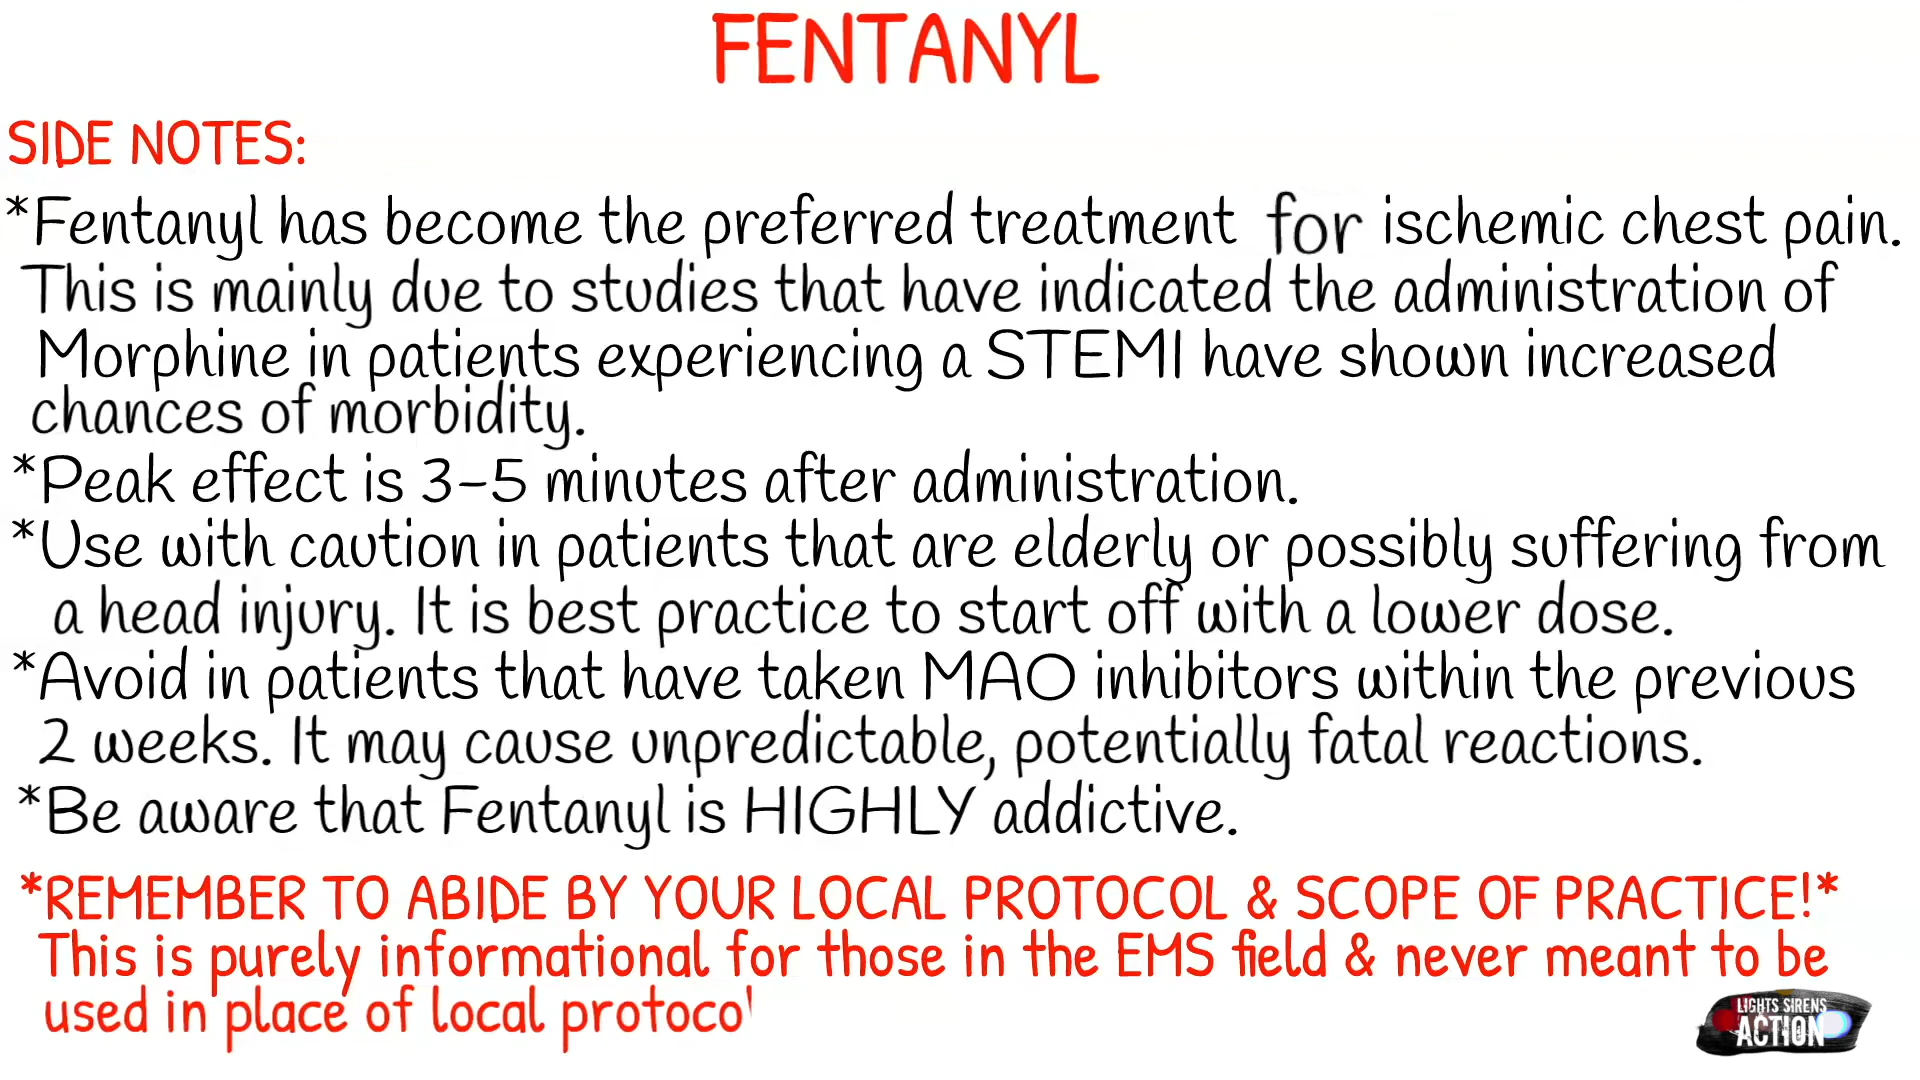 FENTANYL
SIDE NOTES:
*Fentanyl has become the preferred treatment for ischemic chest pain.
This is mainly due to studies that have indicated the administration of
Morphine in patients experiencing a STEMI have shown increased
chances of morbidity.
*Peak effect is 3-5 minutes after administration.
*Use with caution in patients that are elderly or possibly suffering from
a head injury. It is best practice to start off with a lower dose.
*Avoid in patients that have taken MAO inhibitors within the previous
2 weeks. It may cause unpredictable, potentially fatal reactions.
*Be aware that Fentanyl is HIGHLY addictive.
*REMEMBER TO ABIDE BY YOUR LOCAL PROTOCOL & SCOPE OF PRACTICE!*
This is purely informational for those in the EMS field & never meant to be
used in place of local protoco
LIGHTS SIRENS
ACTION